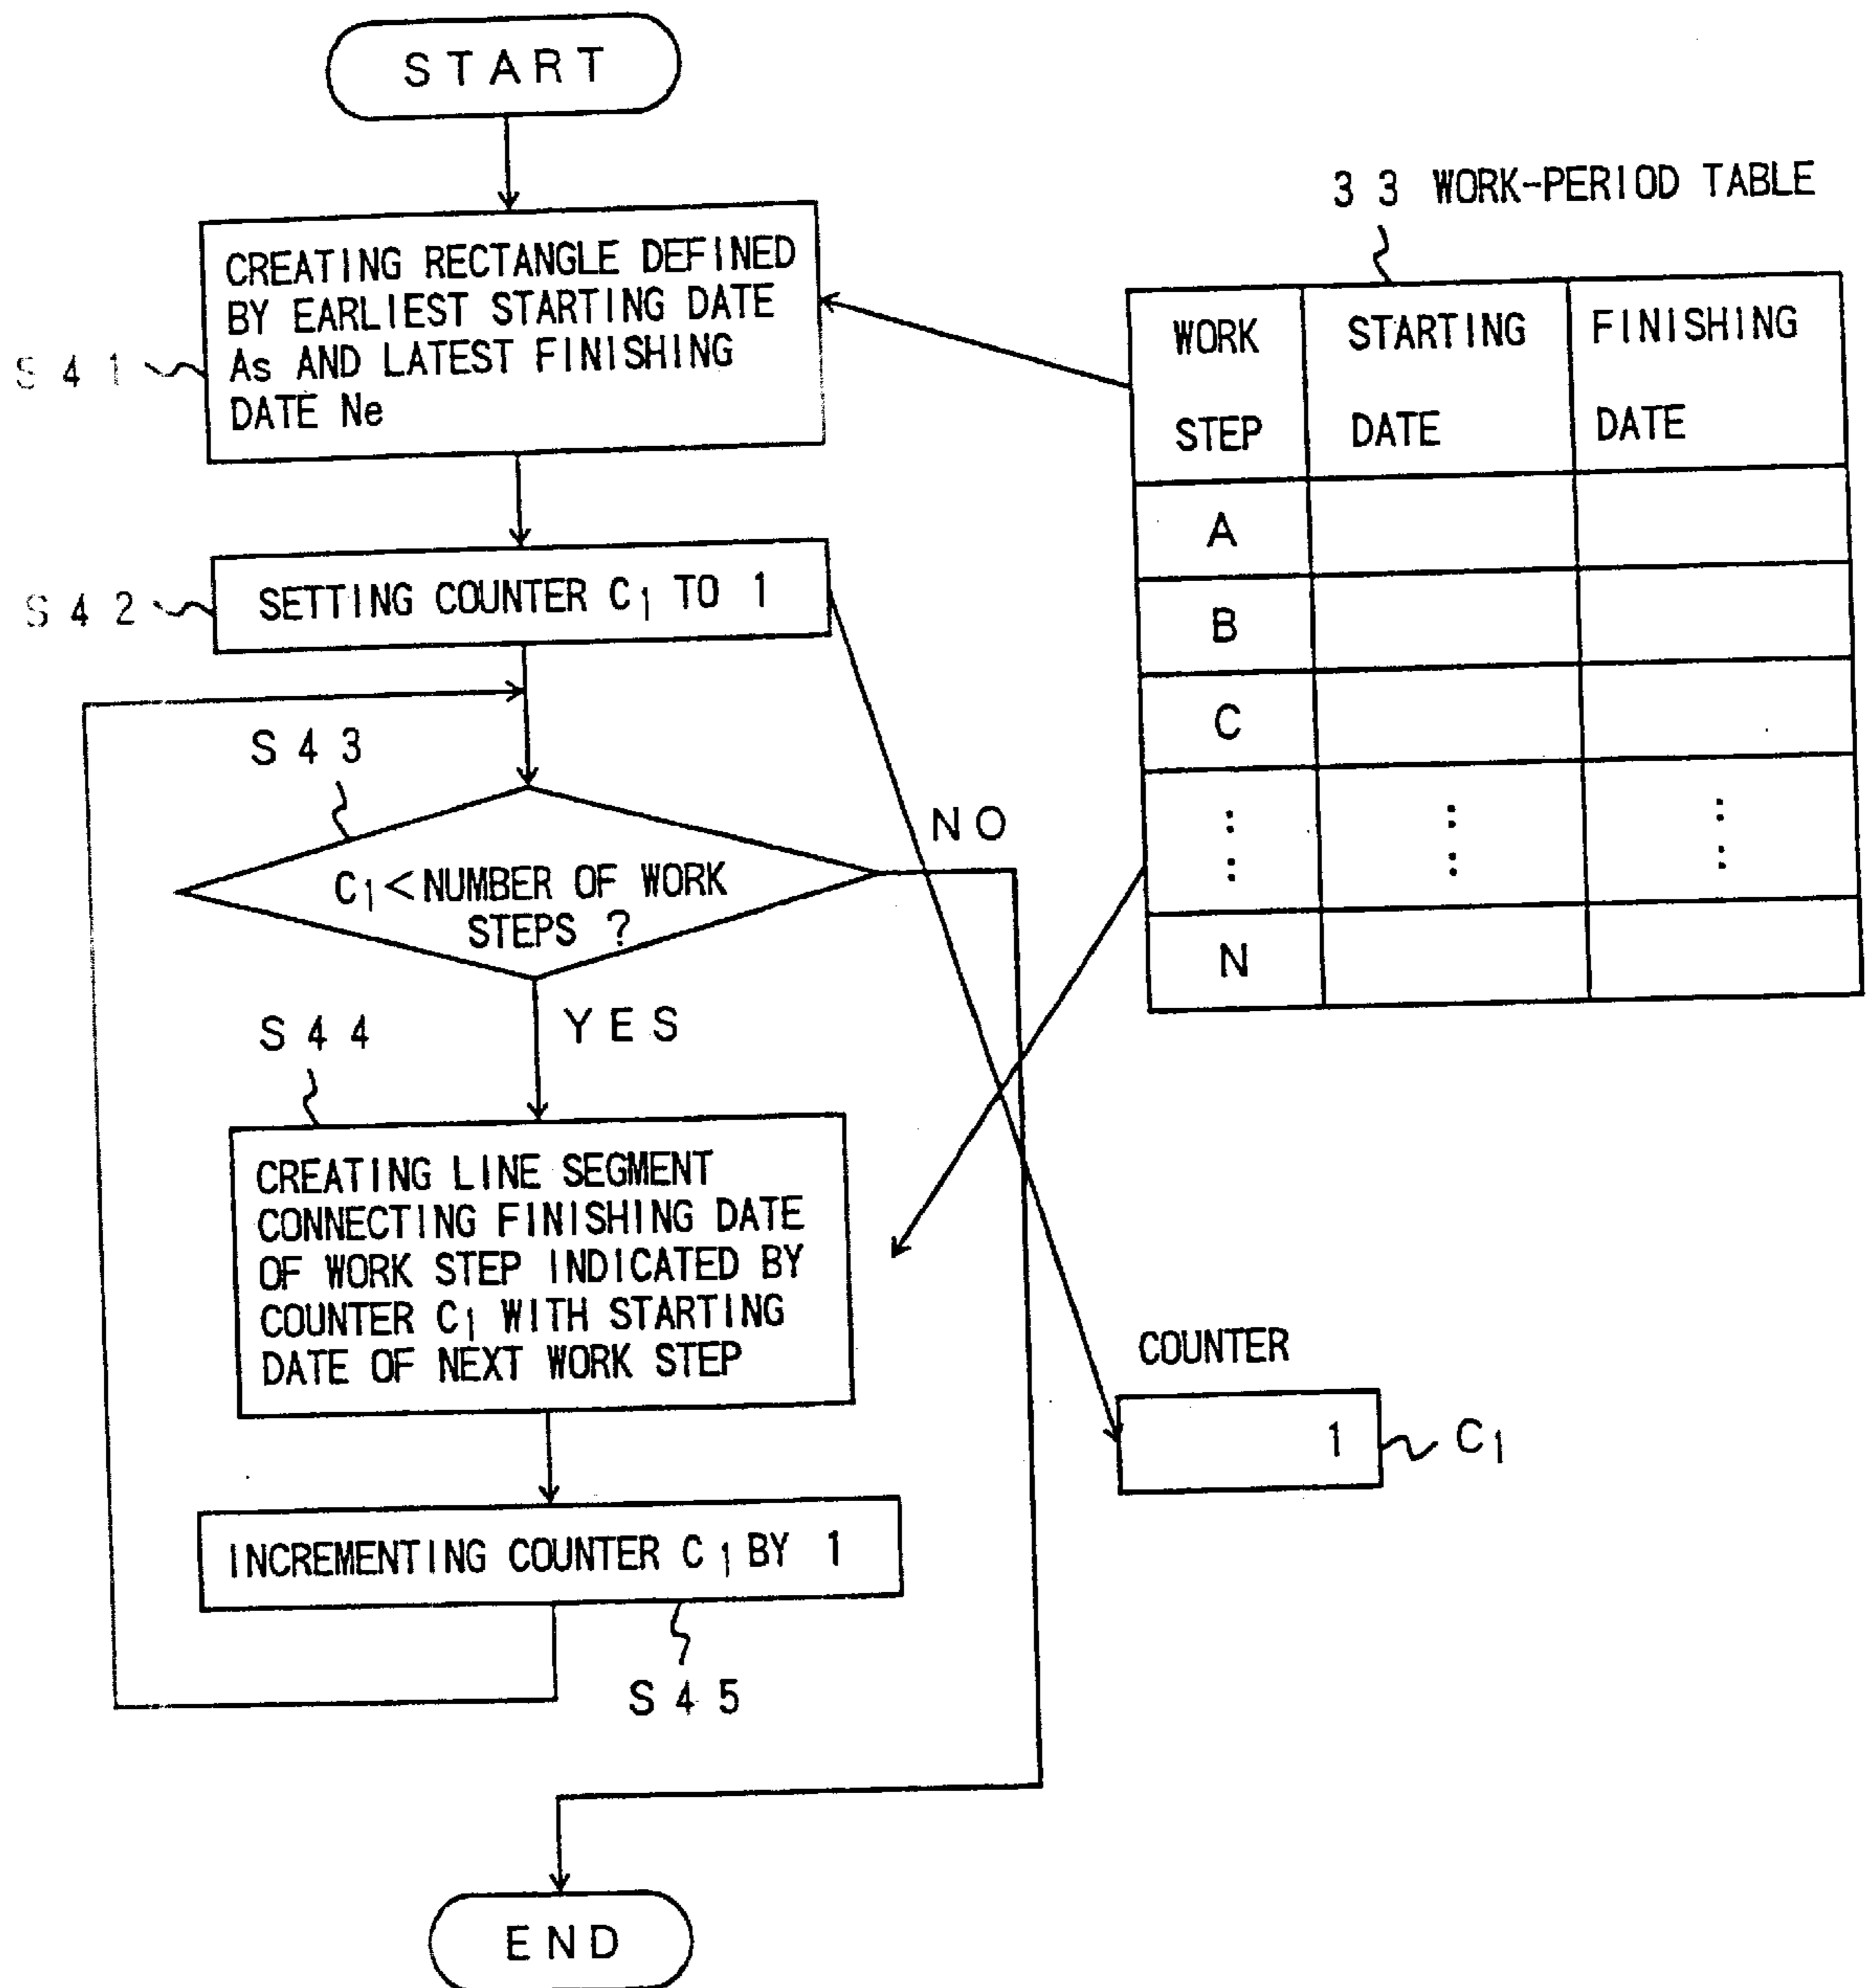 START
CREATING RECTANGLE DEFINED
BY EARLIEST STARTING DATE
As AND LATEST FINISHING
DATE Ne
S41
SETTING COUNTER C1 TO 1
S42
S43
C1<NUMBER OF WORK
STEPS ?
NO
YES
S44
CREATING LINE SEGMENT
CONNECTING FINISHING DATE
OF WORK STEP INDICATED BY
COUNTER C1 WITH STARTING
DATE OF NEXT WORK STEP
INCREMENTING COUNTER C1 BY 1
S45
END
33 WORK-PERIOD TABLE
WORK STEP
STARTING DATE
FINISHING DATE
A
B
C
N
COUNTER
1
C1